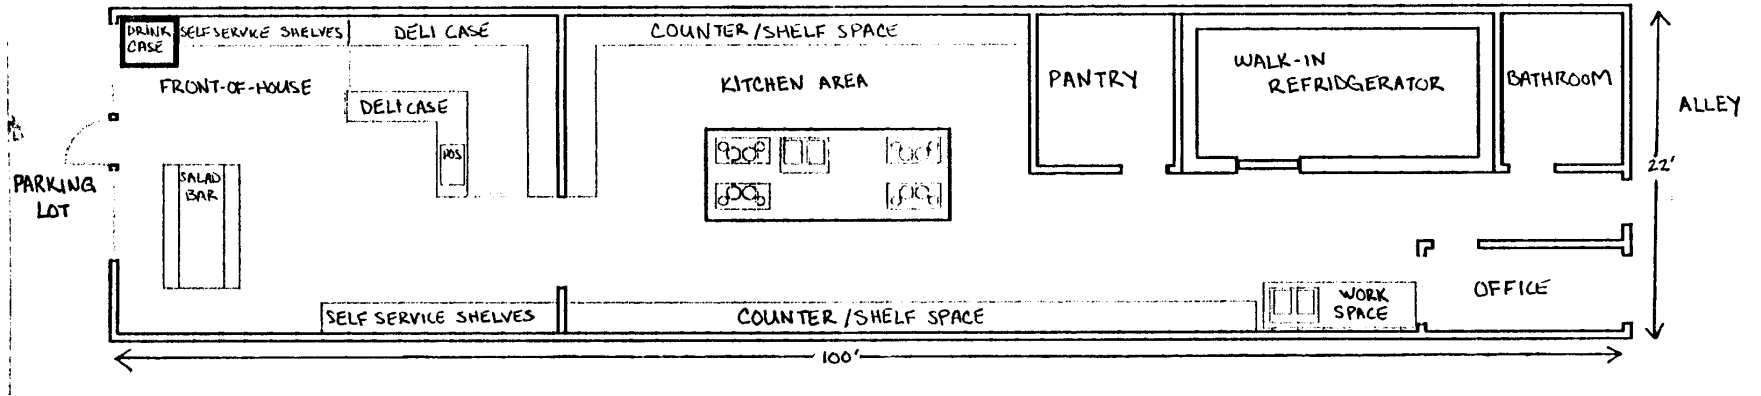 DRINK
CASE
SELF SERVICE SHELVES
DELI CASE
COUNTER/SHELF SPACE
FRONT-OF-HOUSE
DELI CASE
POS
KITCHEN AREA
PANTRY
WALK-IN
REFRIDGERATOR
BATHROOM
ALLEY
22'
PARKING
LOT
SALAD
BAR
SELF SERVICE SHELVES
COUNTER/SHELF SPACE
WORK
SPACE
OFFICE
100'